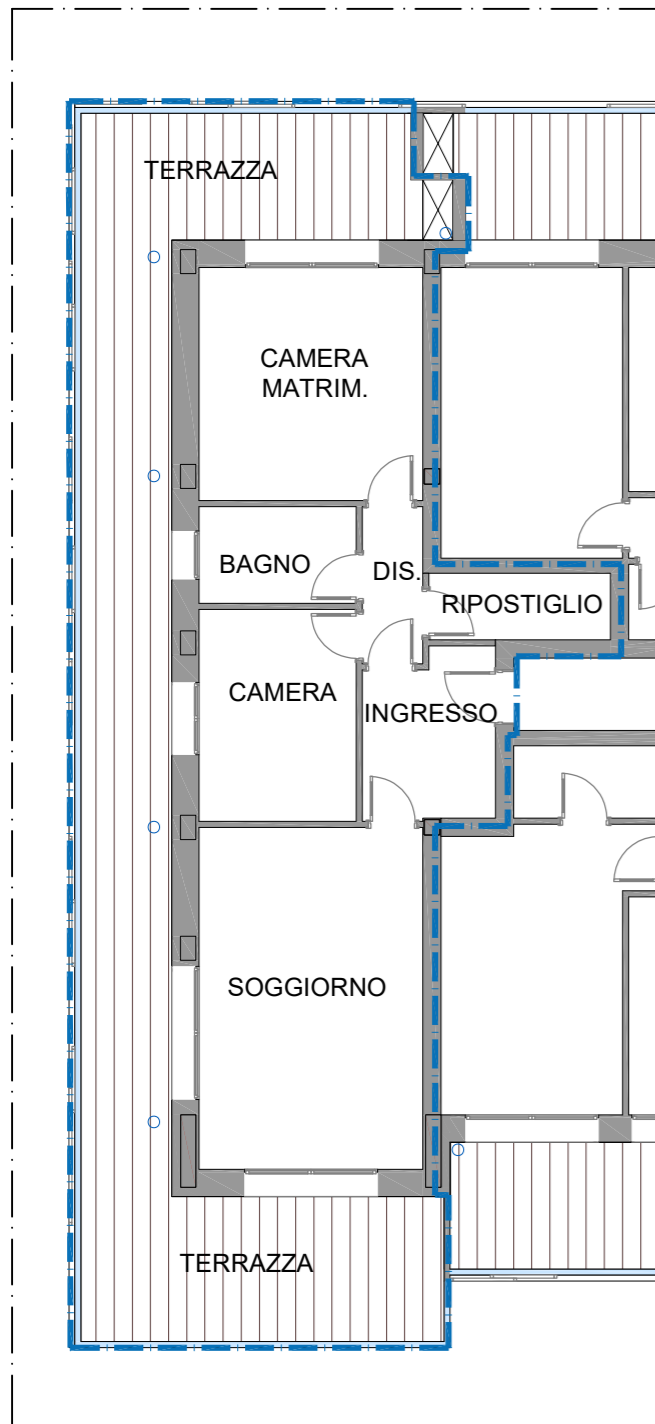 TERRAZZA
CAMERA
MATRIM.
BAGNO
DIS.
RIPOSTIGLIO
CAMERA
INGRESSO
SOGGIORNO
TERRAZZA